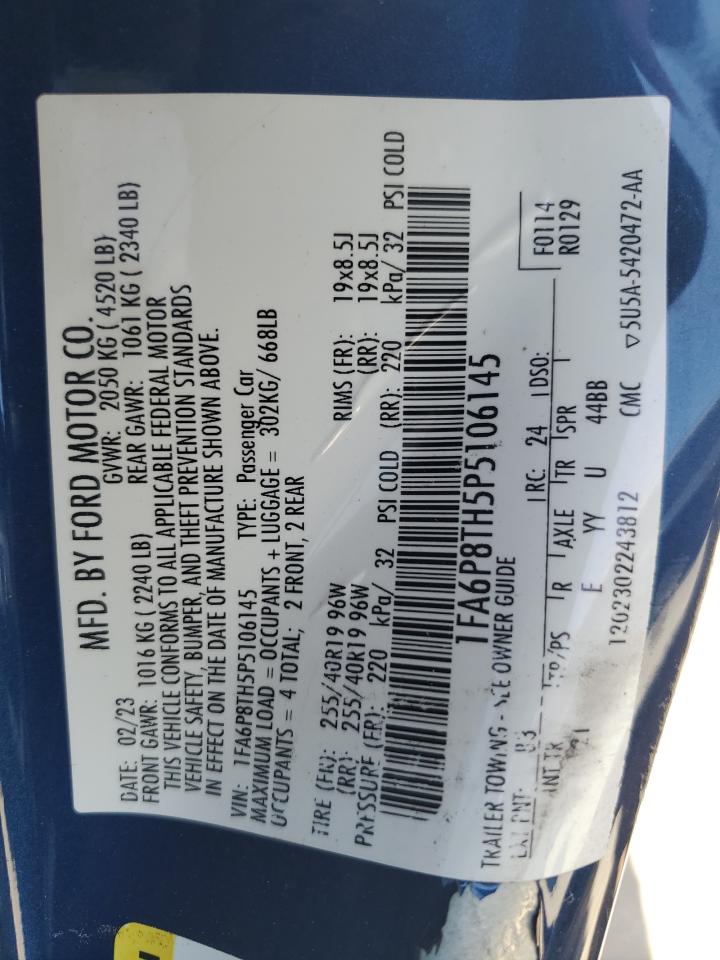 MFD. BY FORD MOTOR CO.
DATE: 02/23 GVWR: 2050 KG ( 4520 LB)
FRONT GAWR: 1016 KG ( 2240 LB) REAR GAWR: 1061 KG ( 2340 LB)
THIS VEHICLE CONFORMS TO ALL APPLICABLE FEDERAL MOTOR
VEHICLE SAFETY, BUMPER, AND THEFT PREVENTION STANDARDS
IN EFFECT ON THE DATE OF MANUFACTURE SHOWN ABOVE.
VIN: 1FA6P8TH5P5106145 TYPE: Passenger Car
MAXIMUM LOAD = OCCUPANTS + LUGGAGE = 302KG/ 668LB
OCCUPANTS = 4 TOTAL; 2 FRONT, 2 REAR
TIRE (FR): 255/40R19 96W RIMS (FR): 19x8.5J
(RR): 255/40R19 96W (RR): 19x8.5J
PRESSURE (FR): 220 kPa/ 32 PSI COLD (RR): 220 kPa/ 32 PSI COLD
1FA6P8TH5P5106145
TRAILER TOWING - SEE OWNER GUIDE F0114
R0129
EXT PNT: RC: 24 DSO:
INT TR TP/PS R AXLE TR SPR
E YY U 44BB
1202302243812 CMC ▽5U5A-5420472-AA